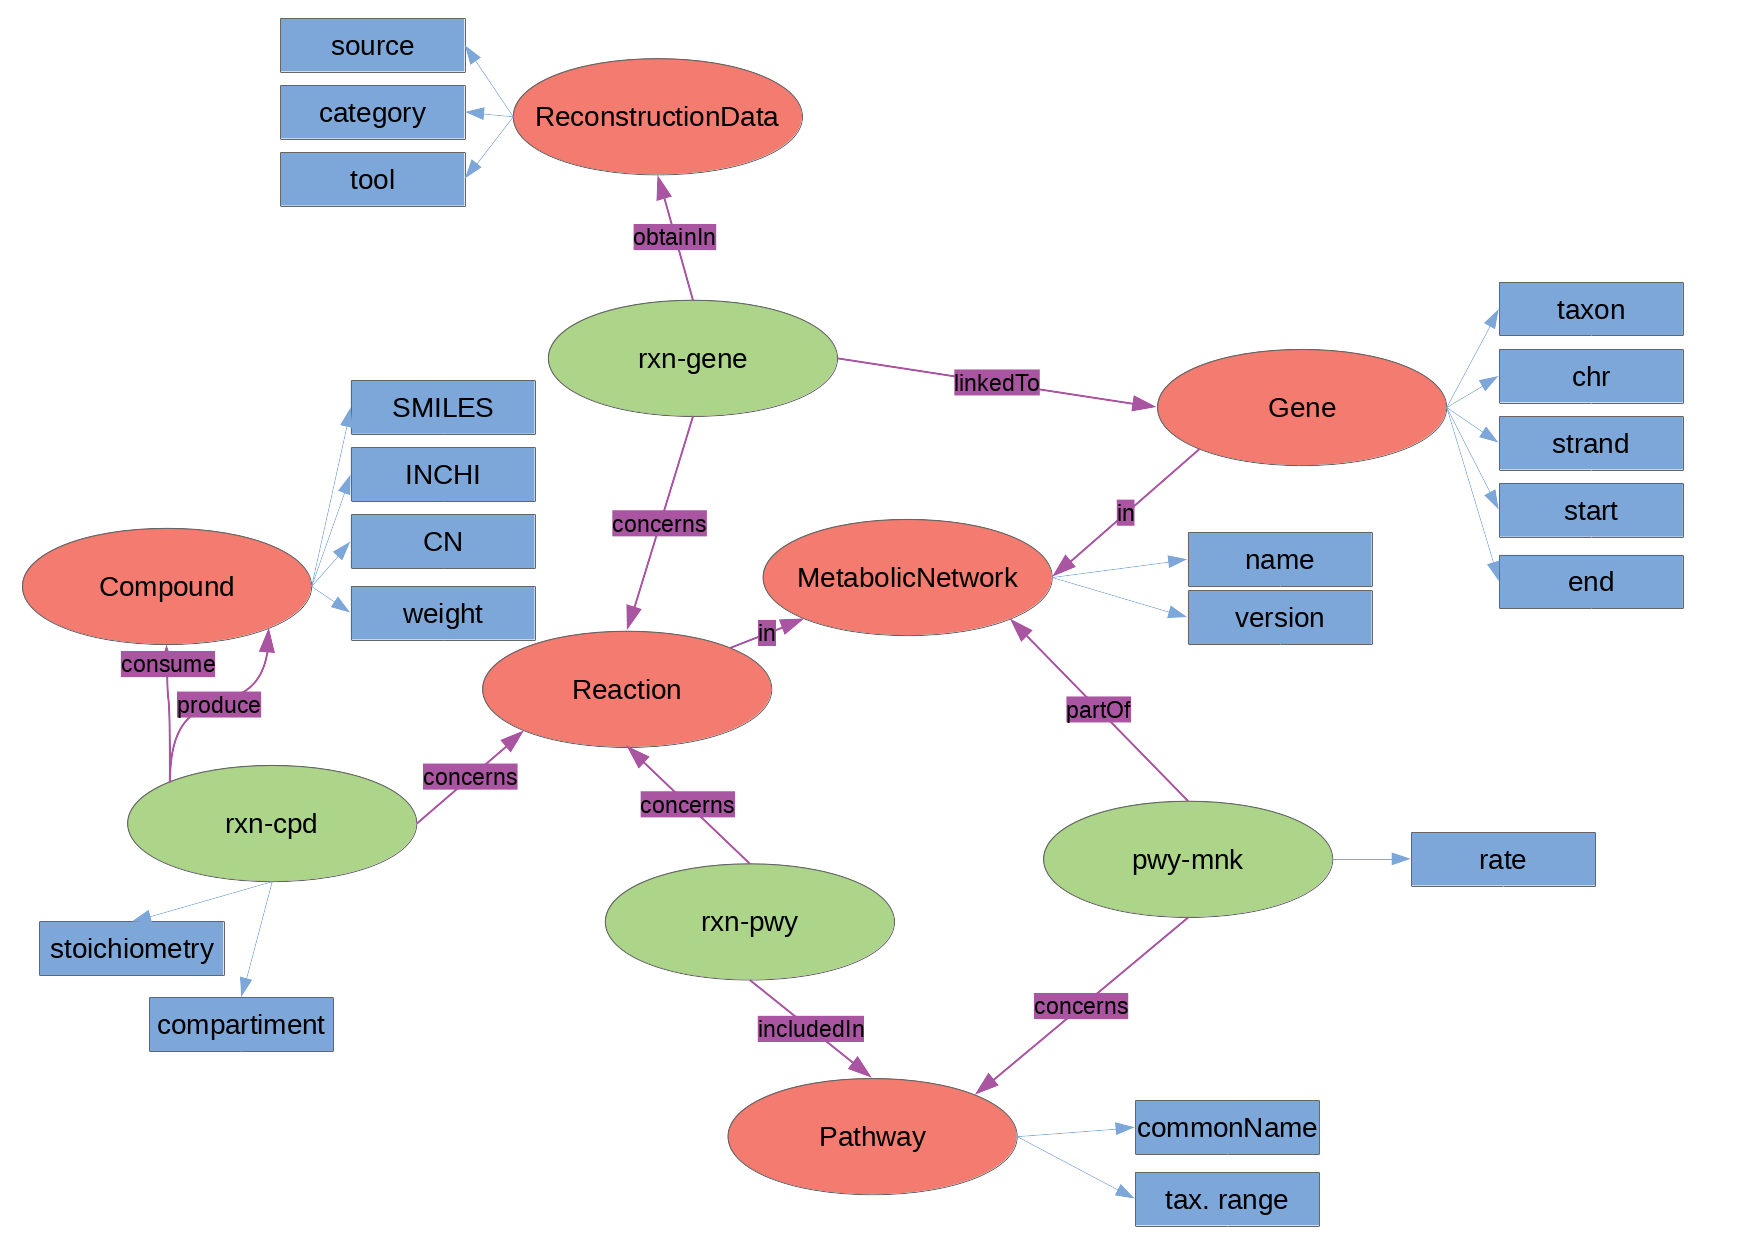 source
category
tool
ReconstructionData
obtainIn
rxn-gene
linkedTo
Gene
taxon
chr
strand
start
end
SMILES
INCHI
CN
weight
Compound
concerns
in
MetabolicNetwork
name
version
consume
produce
in
Reaction
partOf
concerns
concerns
rxn-cpd
stoichiometry
compartiment
rxn-pwy
pwy-mnk
rate
includedIn
concerns
Pathway
commonName
tax. range